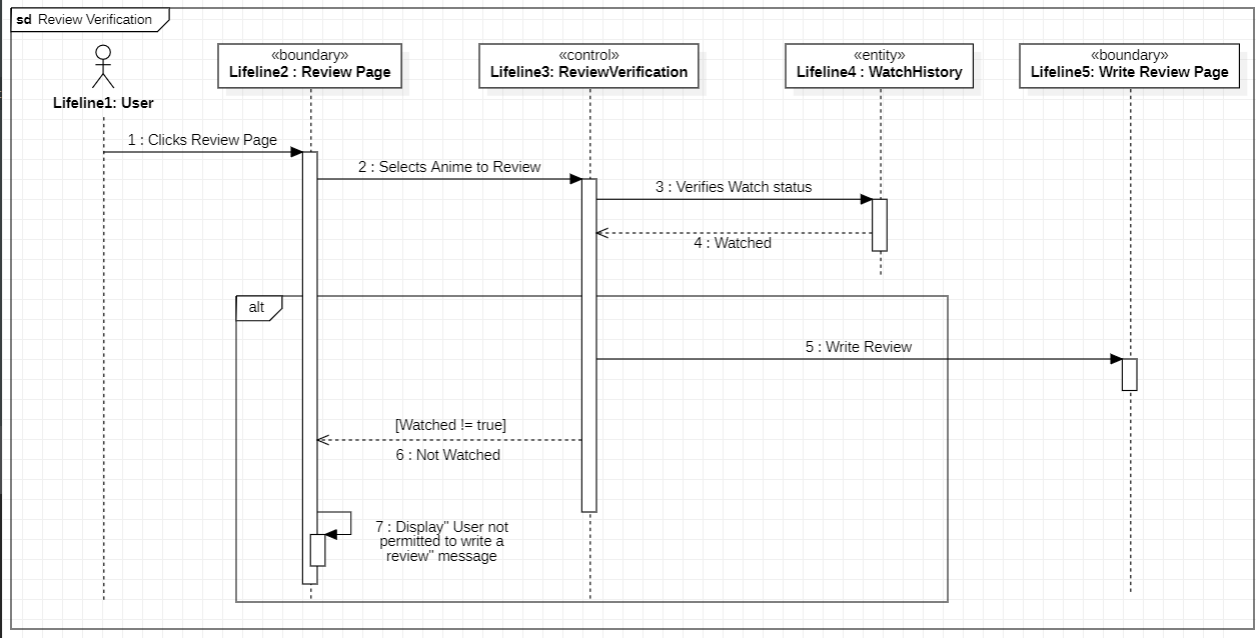 sd Review Verification
«boundary»
Lifeline2 : Review Page
«control»
Lifeline3: ReviewVerification
«entity»
Lifeline4 : WatchHistory
«boundary»
Lifeline5: Write Review Page
Lifeline1: User
1 : Clicks Review Page
2 : Selects Anime to Review
3 : Verifies Watch status
4 : Watched
alt
5 : Write Review
[Watched != true]
6 : Not Watched
7 : Display" User not
permitted to write a
review" message